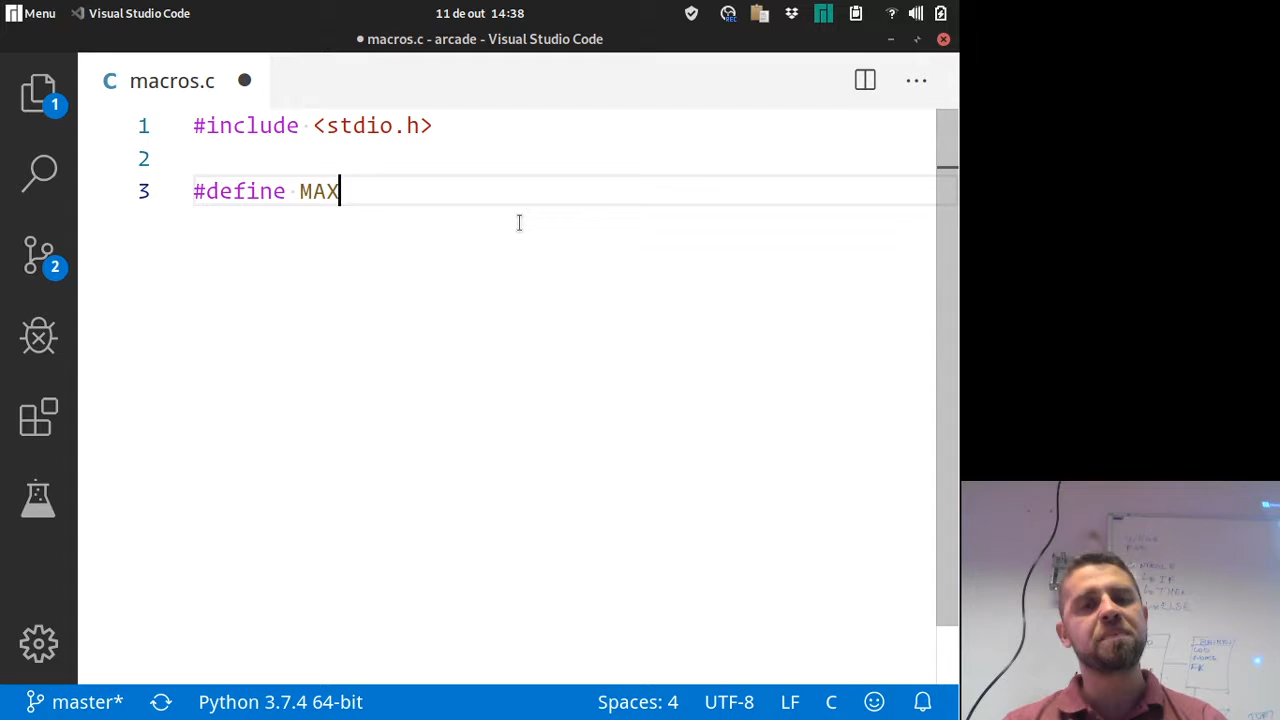 Menu Visual Studio Code 11 de out 14:38
REC
macros.c - arcade - Visual Studio Code
C macros.c
1
2
1 #include <stdio.h>
2
3 #define MAX
master* Python 3.7.4 64-bit Spaces: 4 UTF-8 LF C